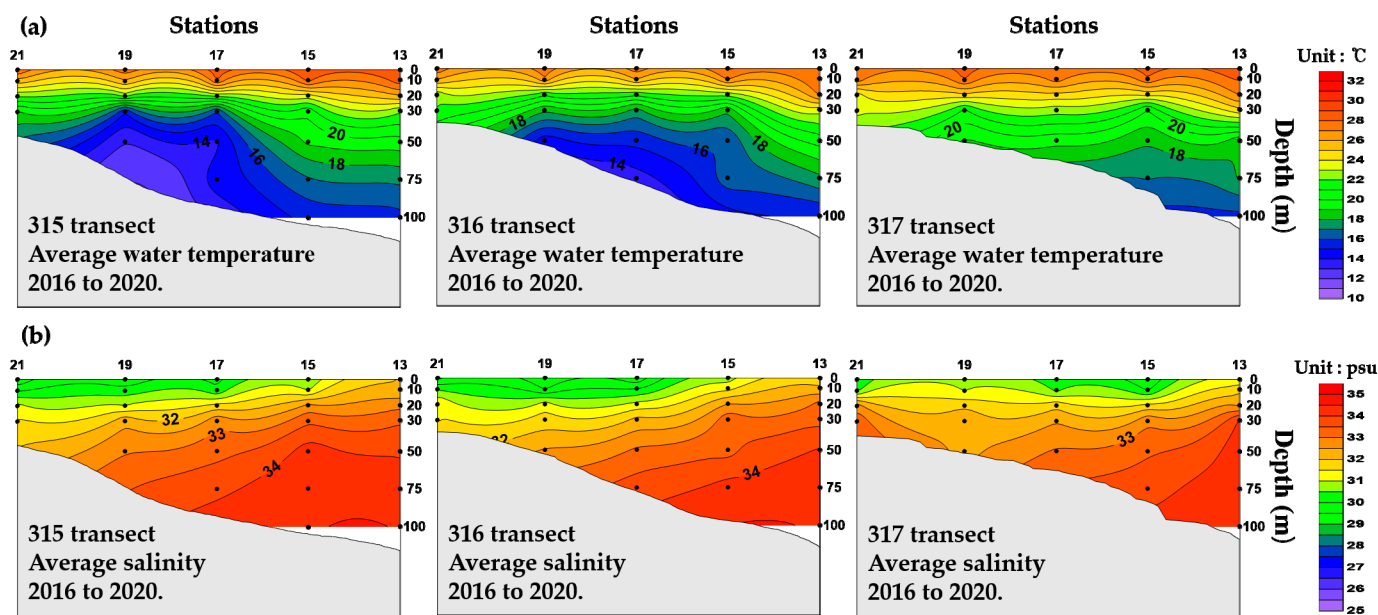 (a)
Stations
Stations
21 19 17 15 13
21 19 17 15 13
21 19 17 15 13
Unit : ℃
0
10
20
30
50
75
100
0
10
20
30
50
75
100
0
10
20
30
50
75
100
Depth (m)
32
30
28
26
25
24
23
22
20
18
16
14
13
12
10
14
16
18
20
18
14
16
18
20
20
18
315 transect
Average water temperature
2016 to 2020.
316 transect
Average water temperature
2016 to 2020.
317 transect
Average water temperature
2016 to 2020.
(b)
21 19 17 15 13
21 19 17 15 13
21 19 17 15 13
Unit : psu
0
10
20
30
50
75
100
0
10
20
30
50
75
100
0
10
20
30
50
75
100
Depth (m)
35
34
33
32
31
30
29
28
27
26
25
32
33
34
32
34
33
315 transect
Average salinity
2016 to 2020.
316 transect
Average salinity
2016 to 2020.
317 transect
Average salinity
2016 to 2020.